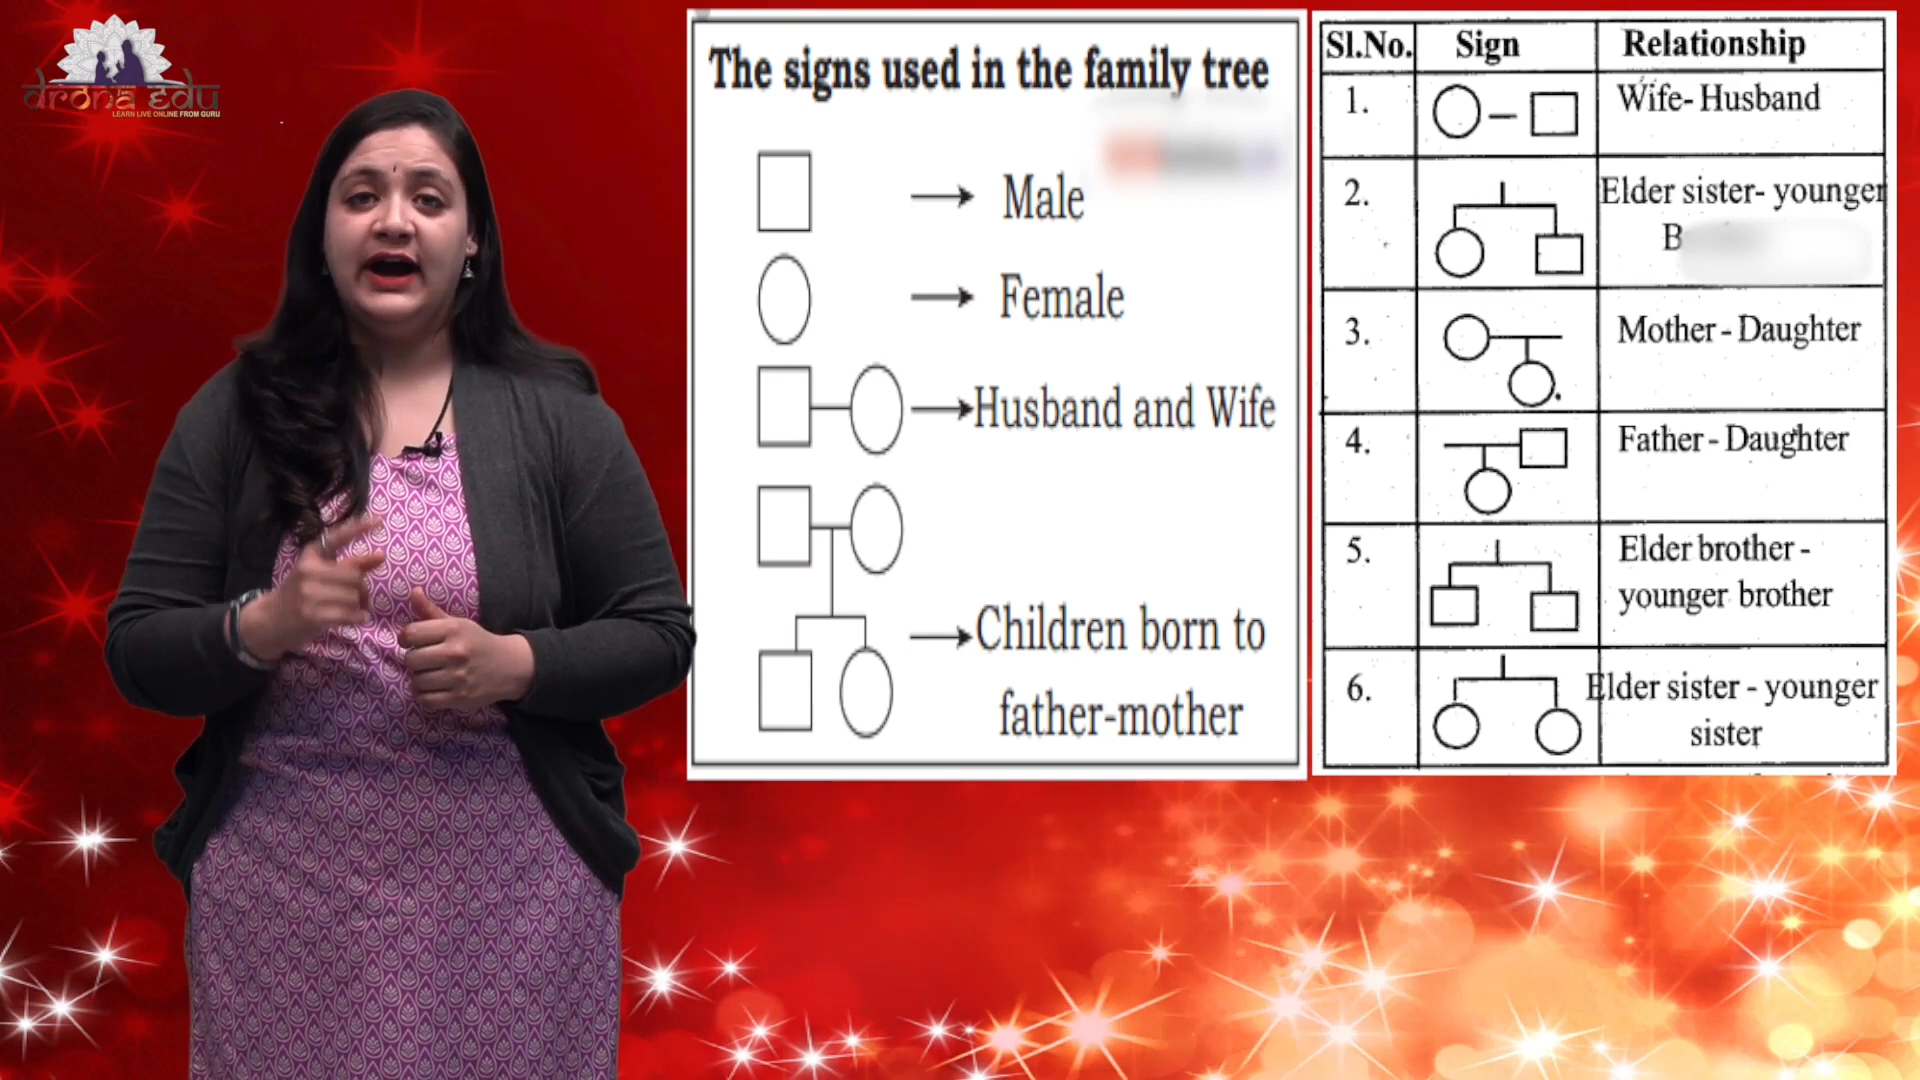 drona edu
LEARN LIVE ONLINE FROM GURU
The signs used in the family tree
Male
Female
Husband and Wife
Children born to
father-mother
Sl.No. Sign Relationship
1. Wife- Husband
2. Elder sister- younger
B
3. Mother - Daughter
4. Father - Daughter
5. Elder brother -
younger brother
6. Elder sister - younger
sister